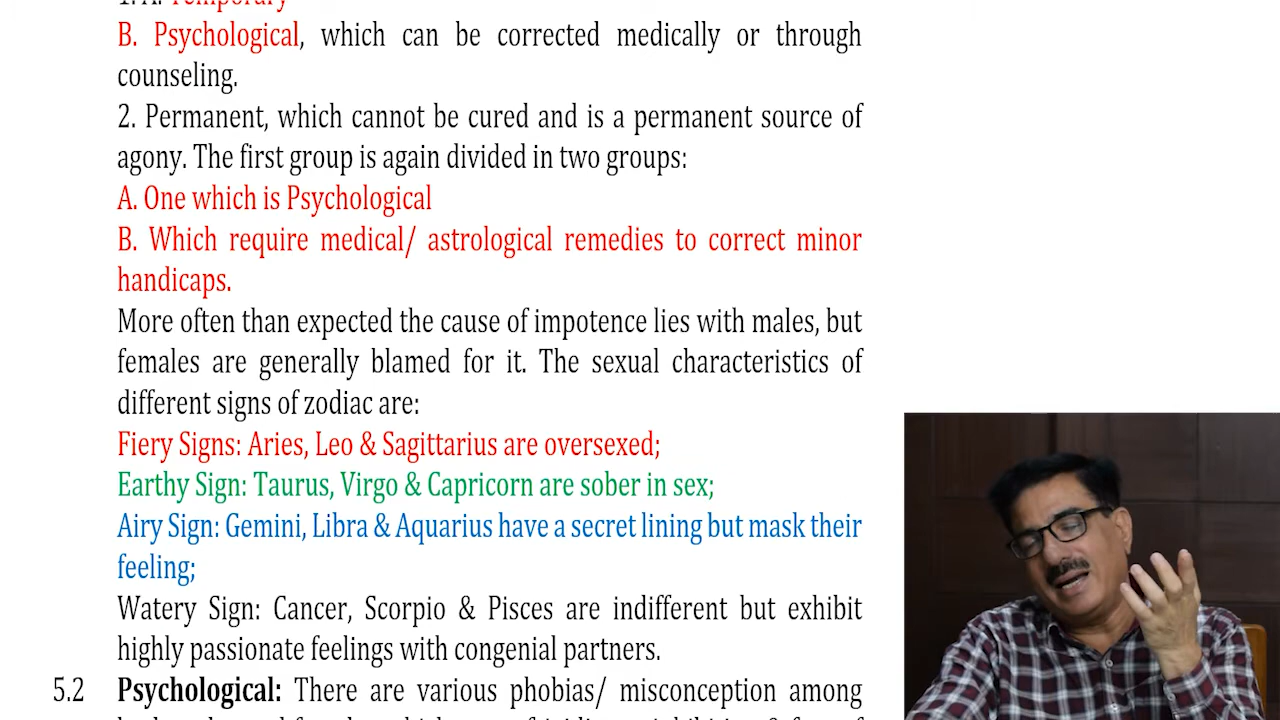 1. A. Temporary
B. Psychological, which can be corrected medically or through
counseling.
2. Permanent, which cannot be cured and is a permanent source of
agony. The first group is again divided in two groups:
A. One which is Psychological
B. Which require medical/ astrological remedies to correct minor
handicaps.
More often than expected the cause of impotence lies with males, but
females are generally blamed for it. The sexual characteristics of
different signs of zodiac are:
Fiery Signs: Aries, Leo & Sagittarius are oversexed;
Earthy Sign: Taurus, Virgo & Capricorn are sober in sex;
Airy Sign: Gemini, Libra & Aquarius have a secret lining but mask their
feeling;
Watery Sign: Cancer, Scorpio & Pisces are indifferent but exhibit
highly passionate feelings with congenial partners.
5.2 Psychological: There are various phobias/ misconception among